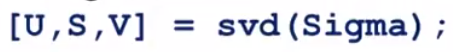 [U,S,V] = svd(Sigma);